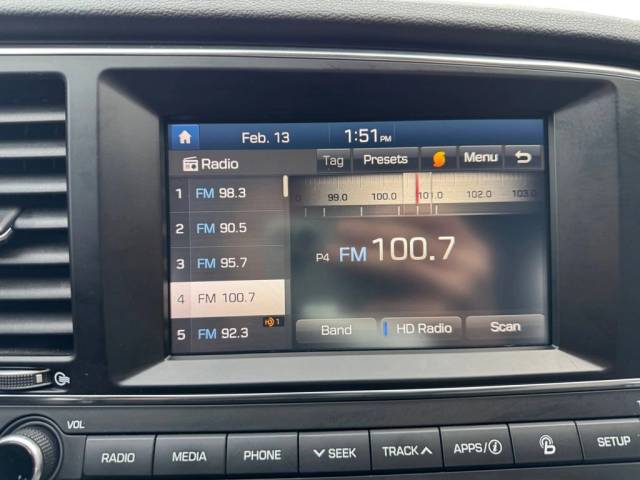 Feb. 13 1:51 PM
Radio Tag Presets Menu
99.0 100.0 101.0 102.0 103.0
1 FM 98.3
2 FM 90.5
3 FM 95.7
4 FM 100.7
5 FM 92.3
P4 FM 100.7
Band HD Radio Scan
VOL
RADIO MEDIA PHONE SEEK TRACK APPS/i SETUP